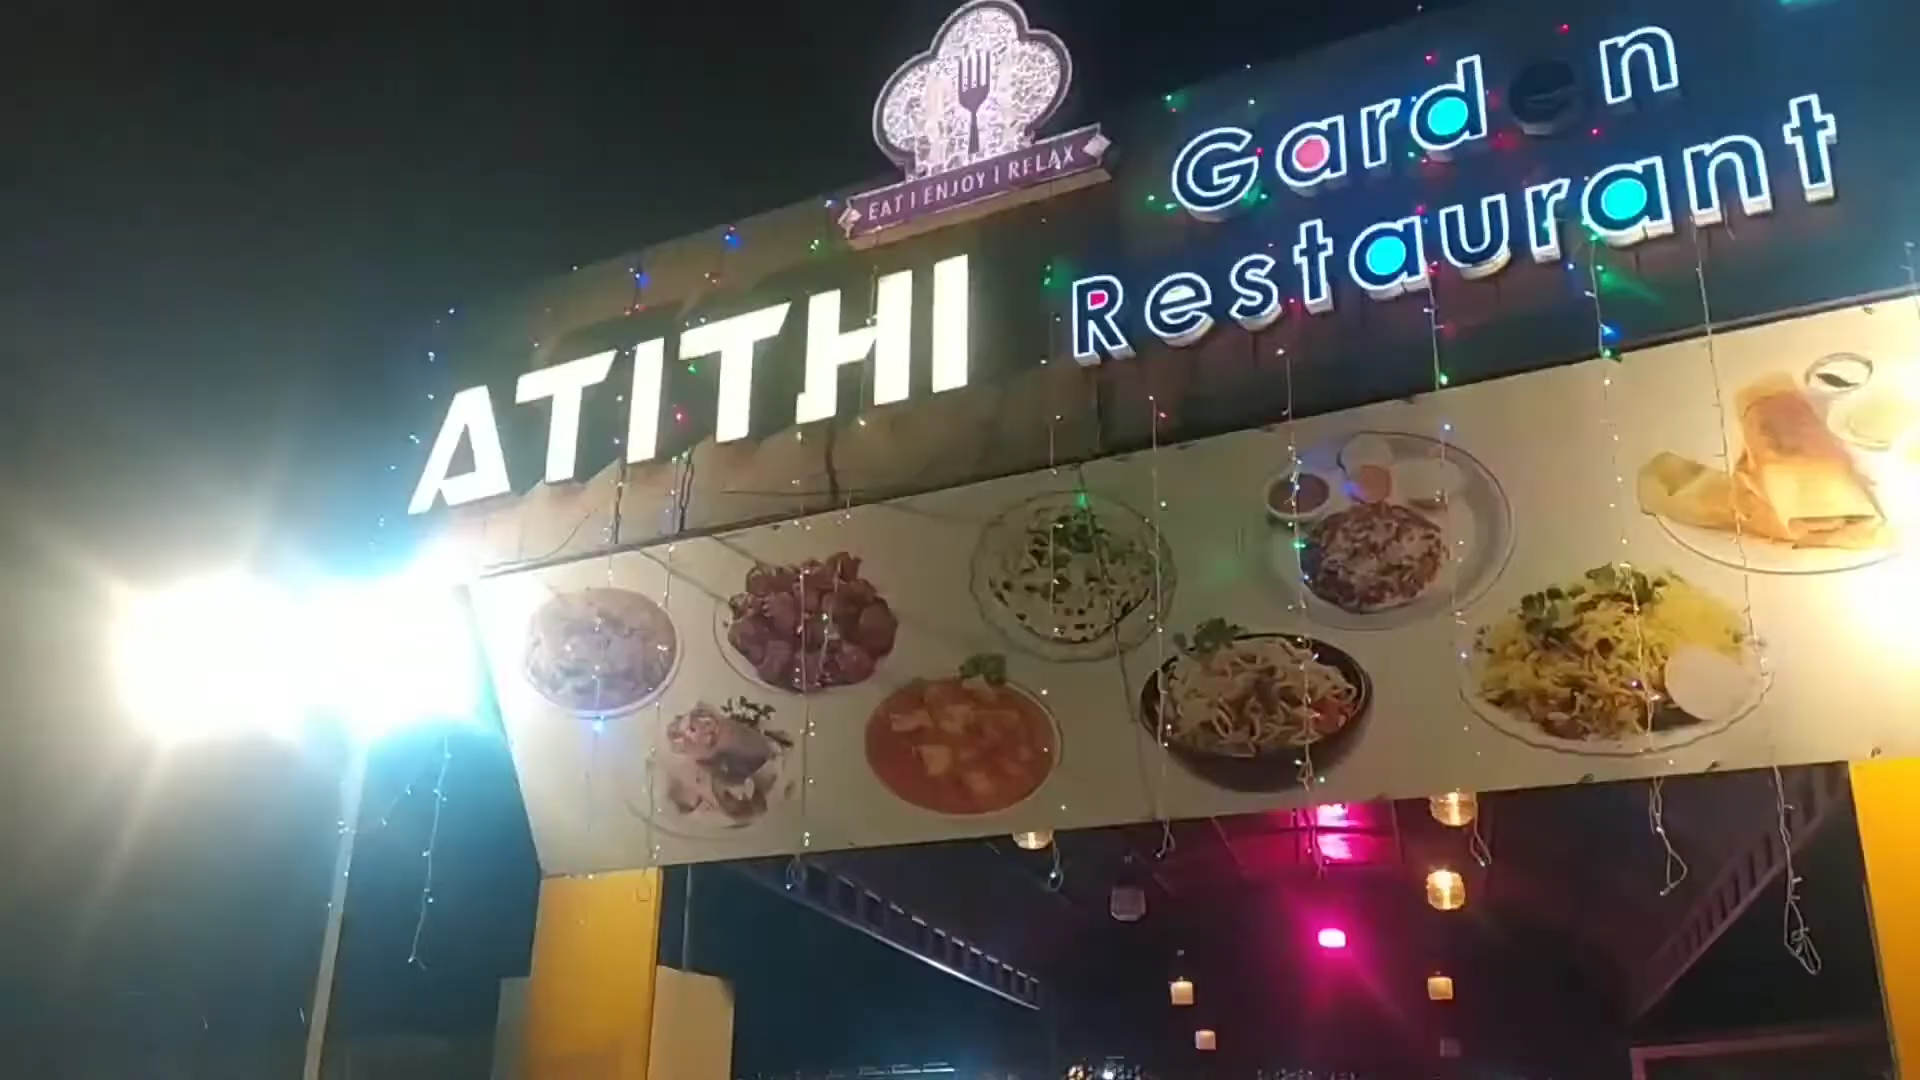 EAT | ENJOY | RELAX
ATITHI
Garden
Restaurant